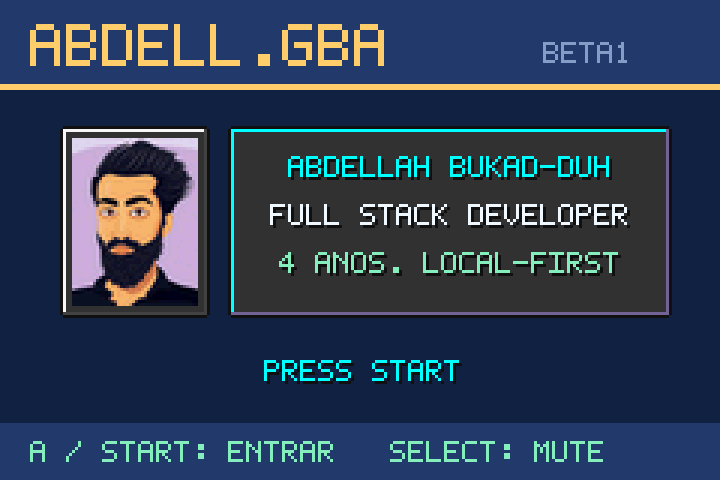 ABDELL.GBA
BETA1
ABDELLAH BUKAD-DUH
FULL STACK DEVELOPER
4 ANOS. LOCAL-FIRST
PRESS START
A / START: ENTRAR SELECT: MUTE